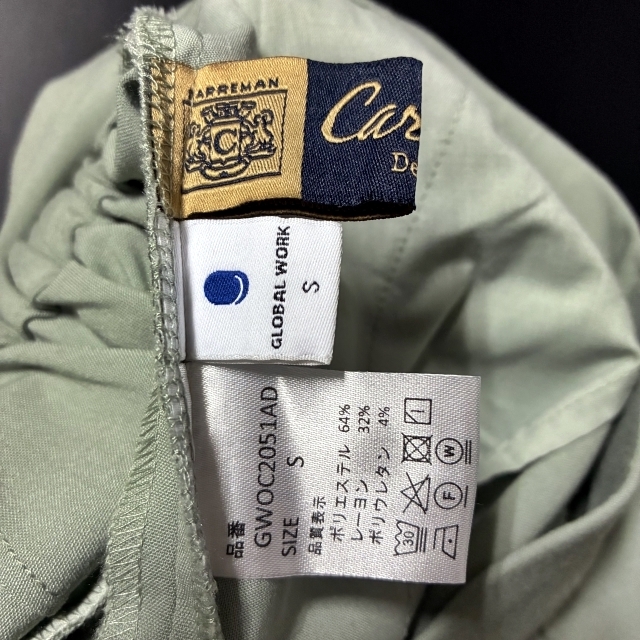 CARREMAN
C
Car
De
GLOBAL WORK
S
品番
GWOC2051AD
SIZE S
品質表示
ポリエステル 64%
レーヨン 32%
ポリウレタン 4%
30
F
W